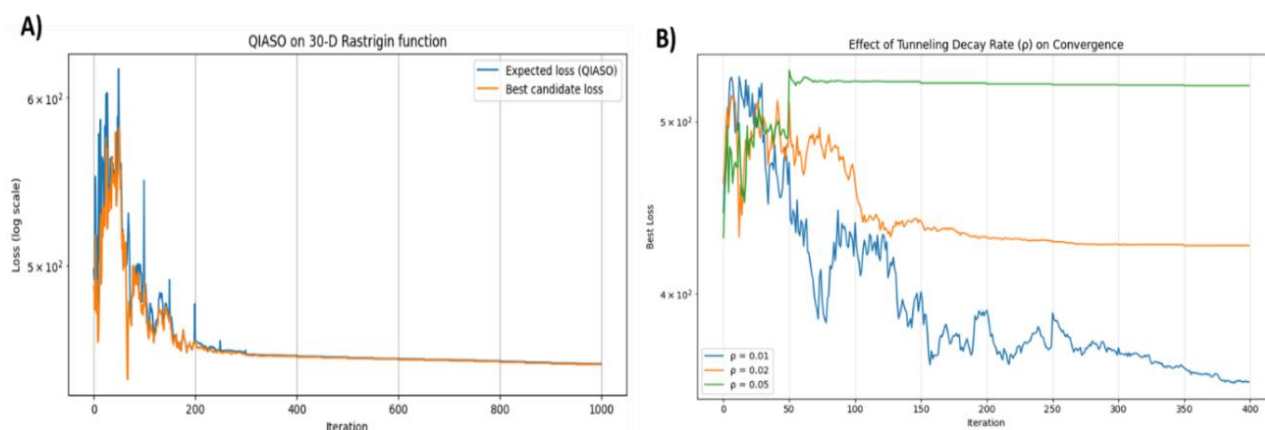 A)
QIASO on 30-D Rastrigin function
Expected loss (QIASO)
Best candidate loss
6 × 10²
5 × 10²
Loss (log scale)
0 200 400 600 800 1000
Iteration
B)
Effect of Tunneling Decay Rate (ρ) on Convergence
5 × 10²
4 × 10²
Best Loss
ρ = 0.01
ρ = 0.02
ρ = 0.05
0 50 100 150 200 250 300 350 400
Iteration